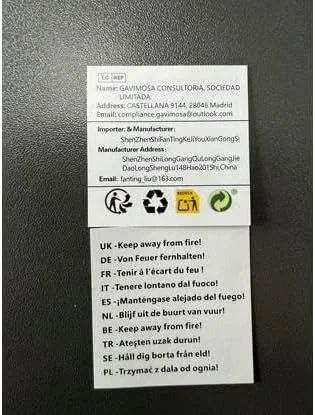 EC REP
Name: GAVIMOSA CONSULTORIA, SOCIEDAD
LIMITADA
Address: CASTELLANA 9144, 28046 Madrid
Email: compliance.gavimosa@outlook.com
Importer & Manufacturer:
ShenZhenShiFanTingKeJiYouXianGongSi
Manufacturer Address:
ShenZhenShiLongGangQuLongGangJie
DaoLongShengLu148Hao201Shi,China
Email: fanting_liu@163.com
UK -Keep away from fire!
DE -Von Feuer fernhalten!
FR -Tenir à l'écart du feu !
IT -Tenere lontano dal fuoco!
ES -¡Manténgase alejado del fuego!
NL -Blijf uit de buurt van vuur!
BE -Keep away from fire!
TR -Ateşten uzak durun!
SE -Håll dig borta från eld!
PL -Trzymać z dala od ognia!